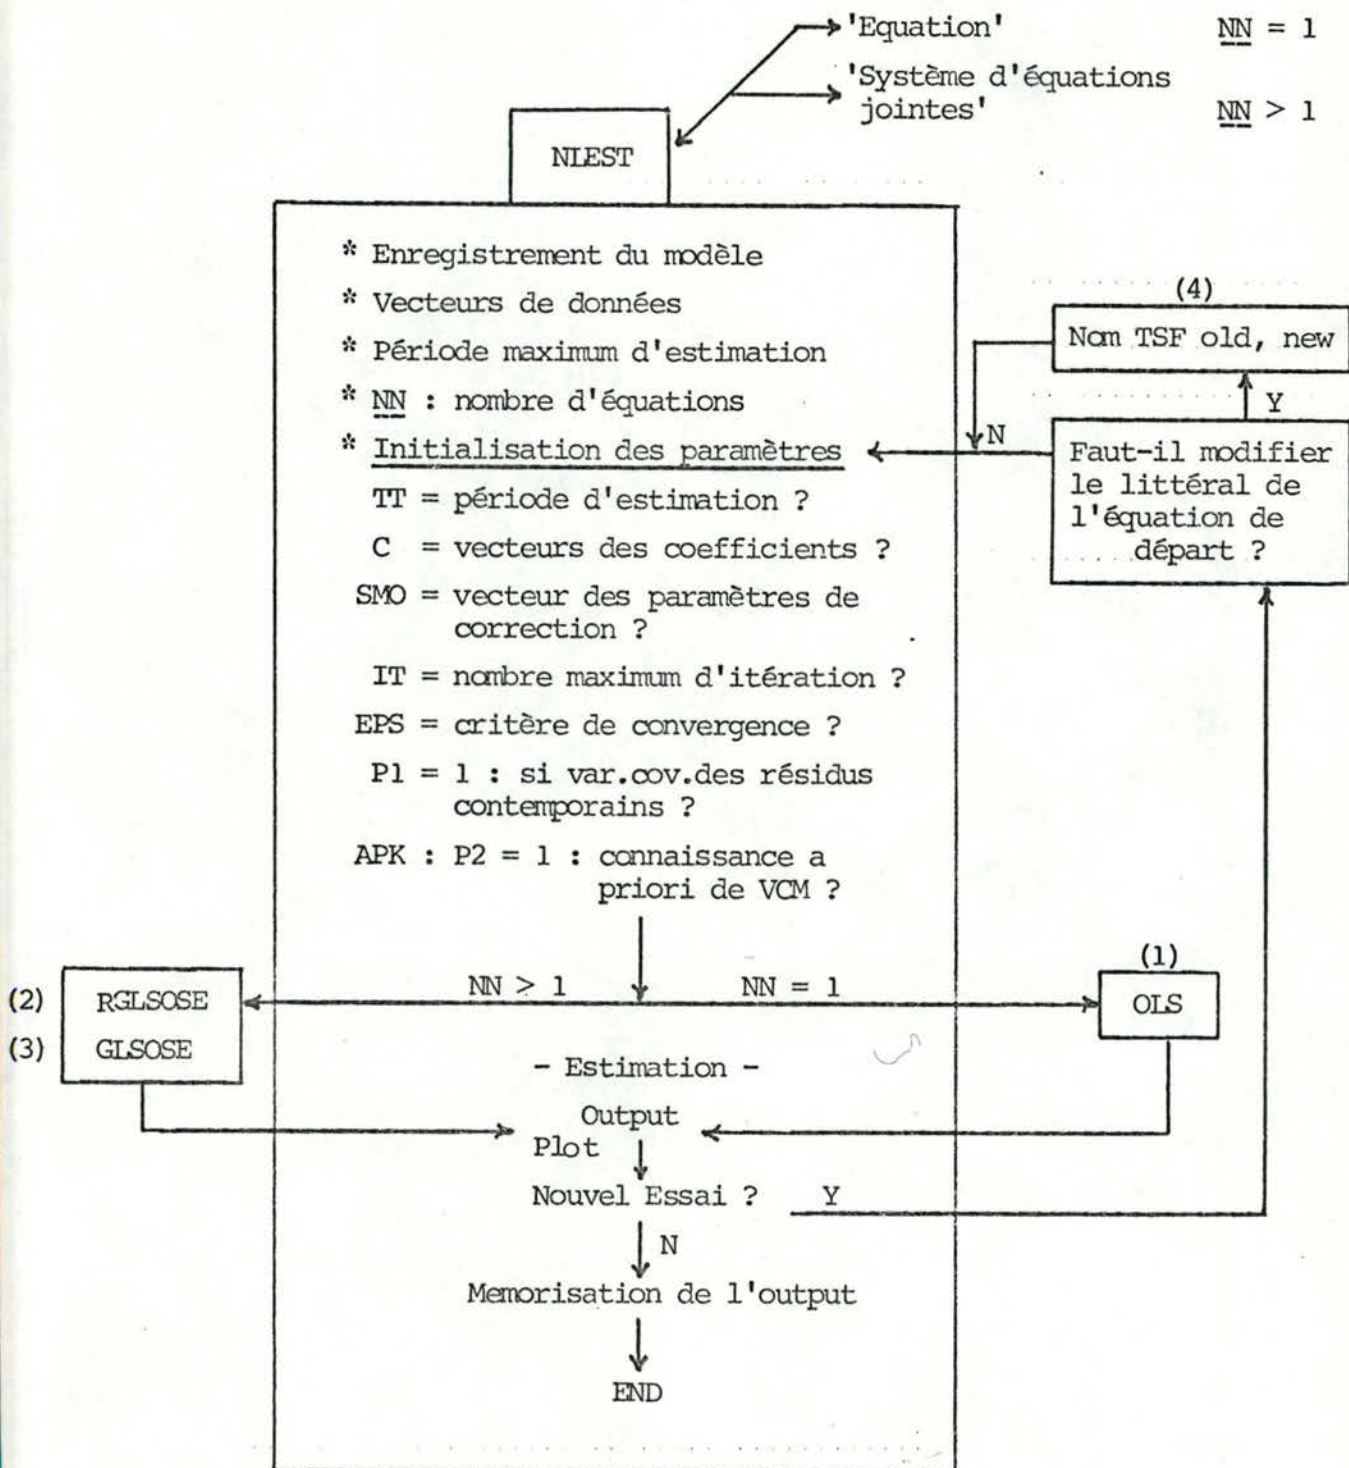 'Equation' NN = 1
'Système d'équations
jointes' NN > 1
NLEST
* Enregistrement du modèle
* Vecteurs de données
* Période maximum d'estimation
* NN : nombre d'équations
* Initialisation des paramètres
TT = période d'estimation ?
C = vecteurs des coefficients ?
SMO = vecteur des paramètres de
correction ?
IT = nombre maximum d'itération ?
EPS = critère de convergence ?
P1 = 1 : si var.cov.des résidus
contemporains ?
APK : P2 = 1 : connaissance a
priori de VCM ?
(4)
Nom TSF old, new
Y
N
Faut-il modifier
le littéral de
l'équation de
départ ?
NN > 1 NN = 1
(1)
OLS
(2) RGLSOSE
(3) GLSOSE
- Estimation -
Output
Plot
Nouvel Essai ? Y
N
Memorisation de l'output
END